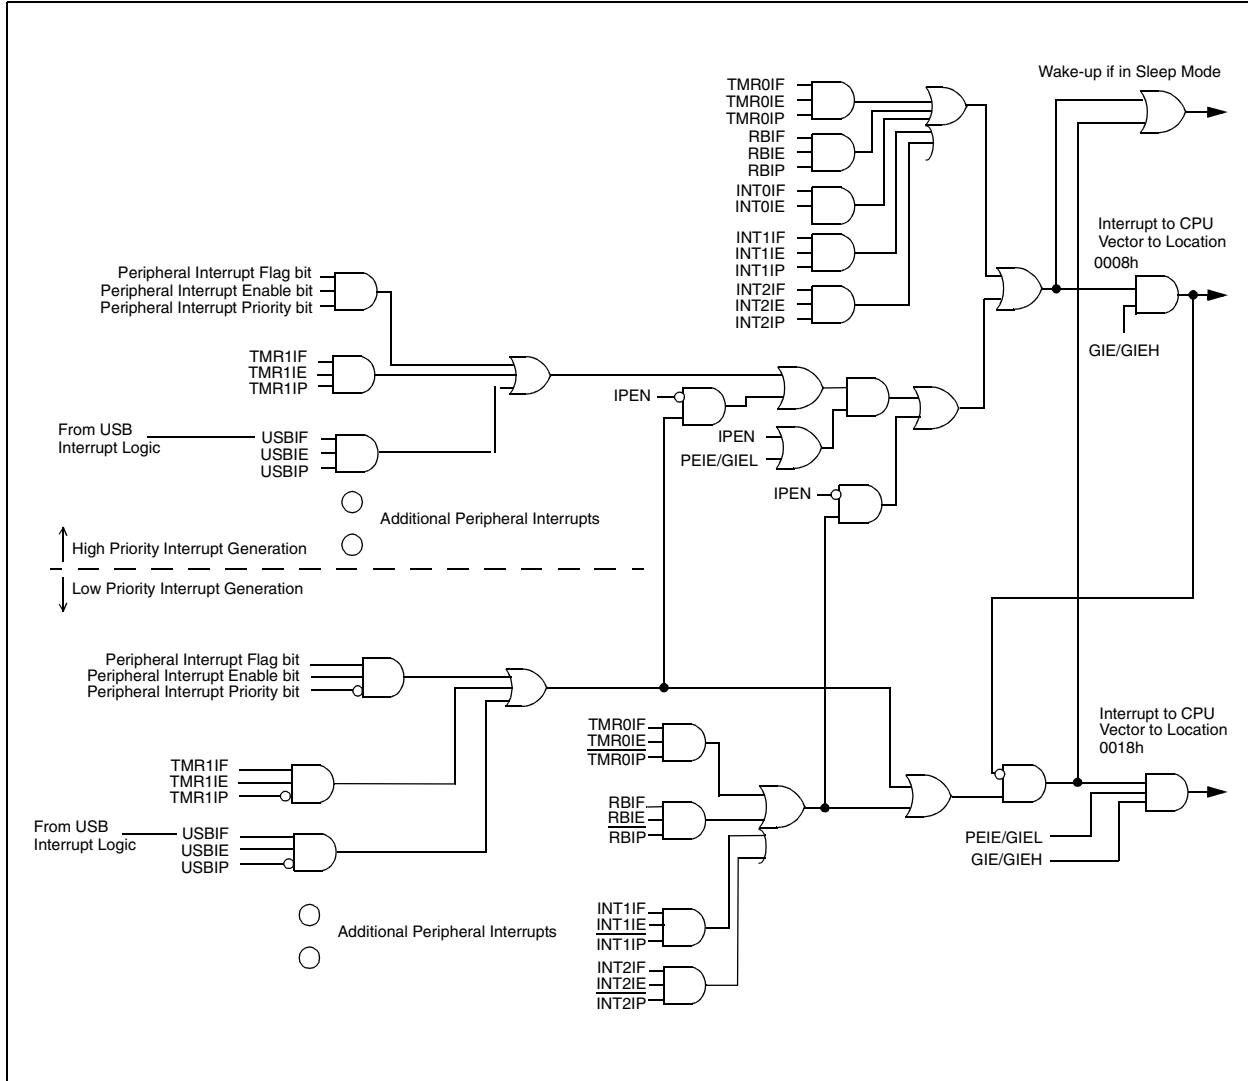 Wake-up if in Sleep Mode
TMR0IF
TMR0IE
TMR0IP
RBIF
RBIE
RBIP
INT0IF
INT0IE
INT1IF
INT1IE
INT1IP
INT2IF
INT2IE
INT2IP
Interrupt to CPU
Vector to Location
0008h
GIE/GIEH
Peripheral Interrupt Flag bit
Peripheral Interrupt Enable bit
Peripheral Interrupt Priority bit
TMR1IF
TMR1IE
TMR1IP
From USB
Interrupt Logic
USBIF
USBIE
USBIP
IPEN
IPEN
PEIE/GIEL
IPEN
Additional Peripheral Interrupts
High Priority Interrupt Generation
Low Priority Interrupt Generation
Peripheral Interrupt Flag bit
Peripheral Interrupt Enable bit
Peripheral Interrupt Priority bit
TMR1IF
TMR1IE
TMR1IP
From USB
Interrupt Logic
USBIF
USBIE
USBIP
Additional Peripheral Interrupts
TMR0IF
TMR0IE
TMR0IP
RBIF
RBIE
RBIP
INT1IF
INT1IE
INT1IP
INT2IF
INT2IE
INT2IP
Interrupt to CPU
Vector to Location
0018h
PEIE/GIEL
GIE/GIEH